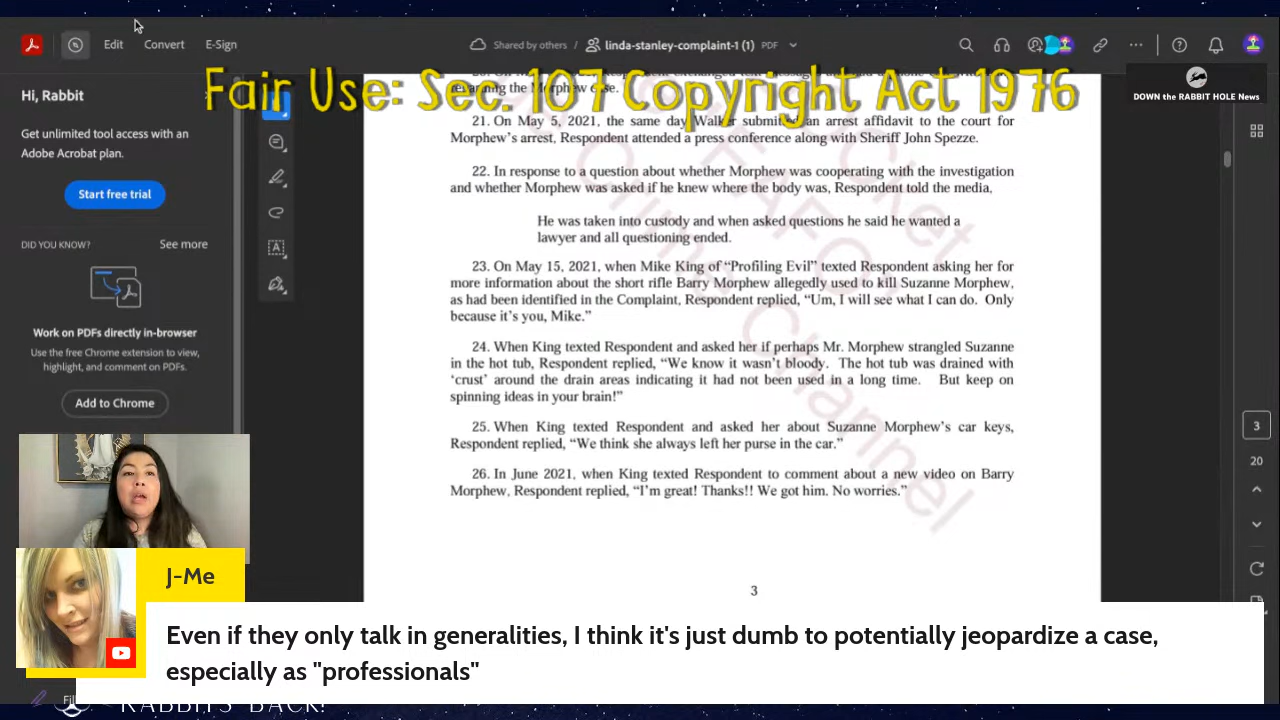 Edit
Convert
E-Sign
Shared by others / linda-stanley-complaint-1 (1) PDF
Fair Use: Sec. 107 Copyright Act 1976
DOWN the RABBIT HOLE News
Hi, Rabbit
Get unlimited tool access with an
Adobe Acrobat plan.
Start free trial
DID YOU KNOW?
See more
Work on PDFs directly in-browser
Use the free Chrome extension to view,
highlight, and comment on PDFs.
Add to Chrome
21. On May 5, 2021, the same day Walker submitted an arrest affidavit to the court for
Morphew's arrest, Respondent attended a press conference along with Sheriff John Spezze.
22. In response to a question about whether Morphew was cooperating with the investigation
and whether Morphew was asked if he knew where the body was, Respondent told the media,
He was taken into custody and when asked questions he said he wanted a
lawyer and all questioning ended.
23. On May 15, 2021, when Mike King of "Profiling Evil" texted Respondent asking her for
more information about the short rifle Barry Morphew allegedly used to kill Suzanne Morphew,
as had been identified in the Complaint, Respondent replied, "Um, I will see what I can do. Only
because it's you, Mike."
24. When King texted Respondent and asked her if perhaps Mr. Morphew strangled Suzanne
in the hot tub, Respondent replied, "We know it wasn't bloody. The hot tub was drained with
'crust' around the drain areas indicating it had not been used in a long time. But keep on
spinning ideas in your brain!"
25. When King texted Respondent and asked her about Suzanne Morphew's car keys,
Respondent replied, "We think she always left her purse in the car."
26. In June 2021, when King texted Respondent to comment about a new video on Barry
Morphew, Respondent replied, "I'm great! Thanks!! We got him. No worries."
3
3
20
J-Me
Even if they only talk in generalities, I think it's just dumb to potentially jeopardize a case,
especially as "professionals"
RABBITS BACK!